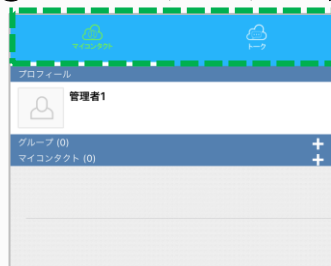 マイコンタクト
トーク
プロフィール
管理者1
グループ (0)
マイコンタクト (0)